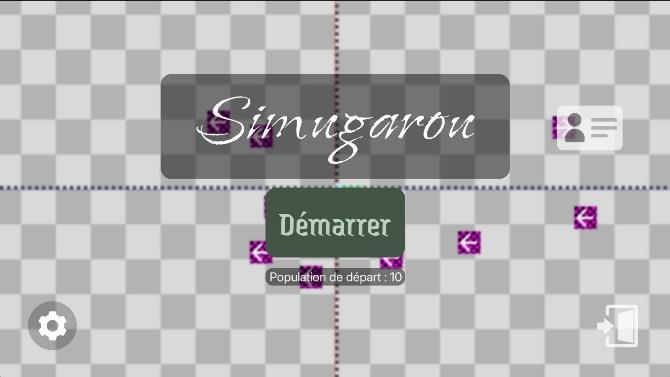 Simugarou
Démarrer
Population de départ : 10